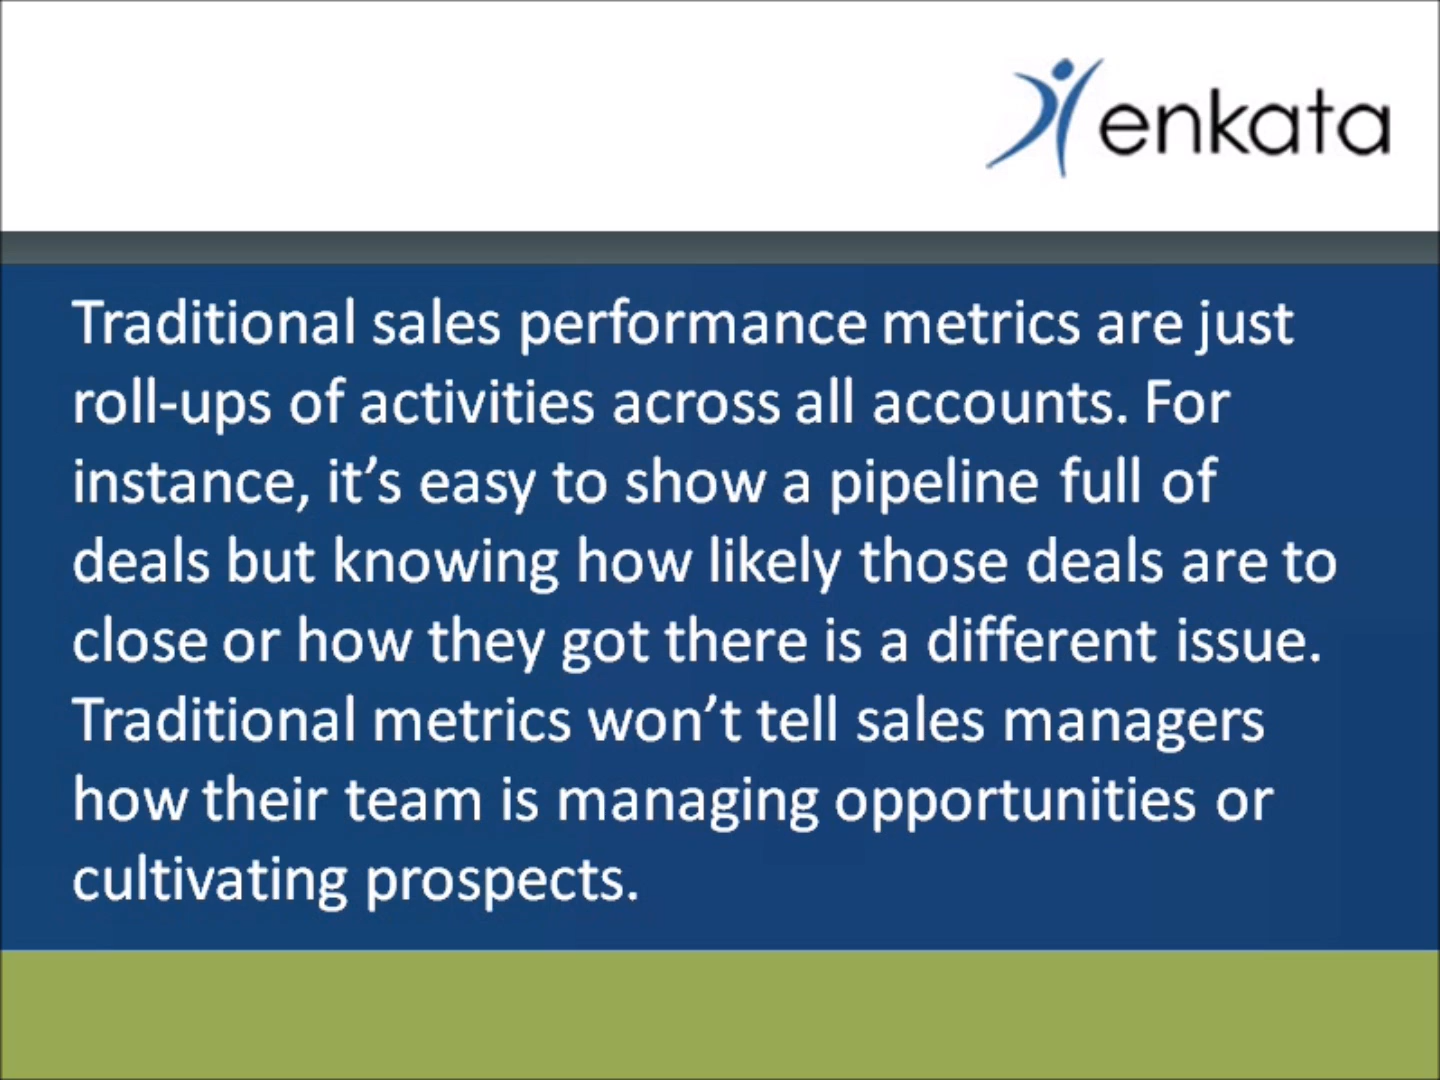 enkata
Traditional sales performance metrics are just
roll-ups of activities across all accounts. For
instance, it’s easy to show a pipeline full of
deals but knowing how likely those deals are to
close or how they got there is a different issue.
Traditional metrics won’t tell sales managers
how their team is managing opportunities or
cultivating prospects.